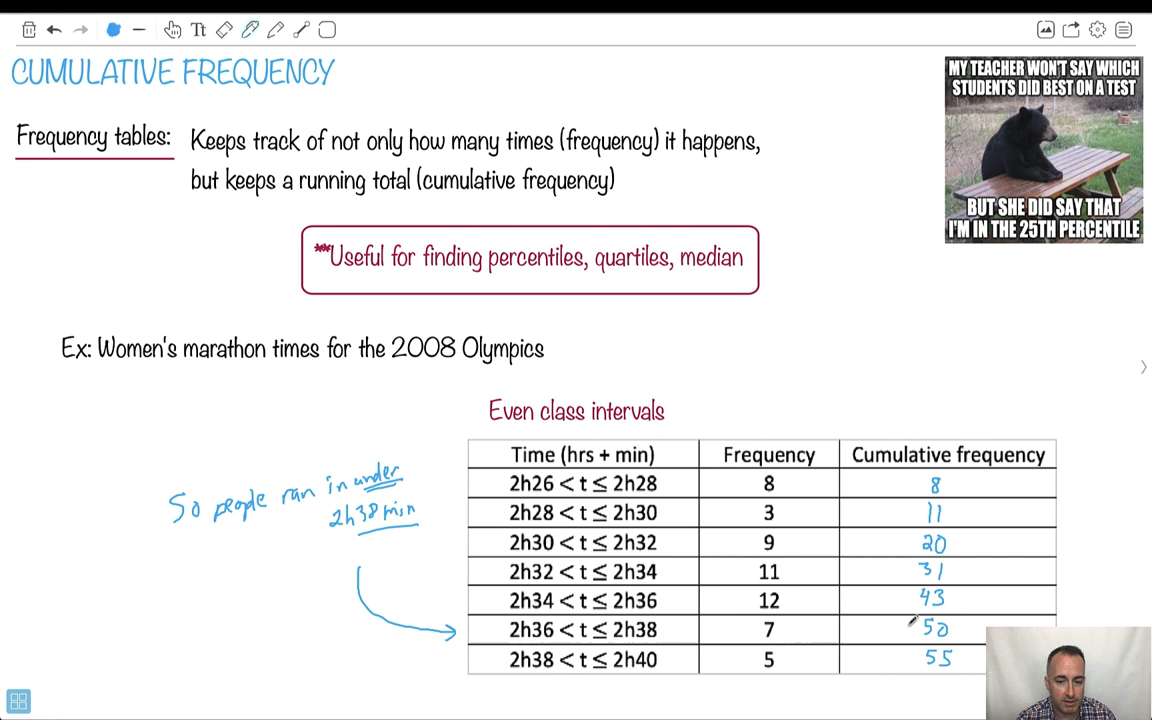 Tt
CUMULATIVE FREQUENCY
MY TEACHER WON'T SAY WHICH
STUDENTS DID BEST ON A TEST
BUT SHE DID SAY THAT
I'M IN THE 25TH PERCENTILE
Frequency tables: Keeps track of not only how many times (frequency) it happens,
but keeps a running total (cumulative frequency)
***Useful for finding percentiles, quartiles, median
Ex: Women's marathon times for the 2008 Olympics
Even class intervals
50 people ran in under
2h38 min
Time (hrs + min) Frequency Cumulative frequency
2h26 < t ≤ 2h28 8 8
2h28 < t ≤ 2h30 3 11
2h30 < t ≤ 2h32 9 20
2h32 < t ≤ 2h34 11 31
2h34 < t ≤ 2h36 12 43
2h36 < t ≤ 2h38 7 50
2h38 < t ≤ 2h40 5 55